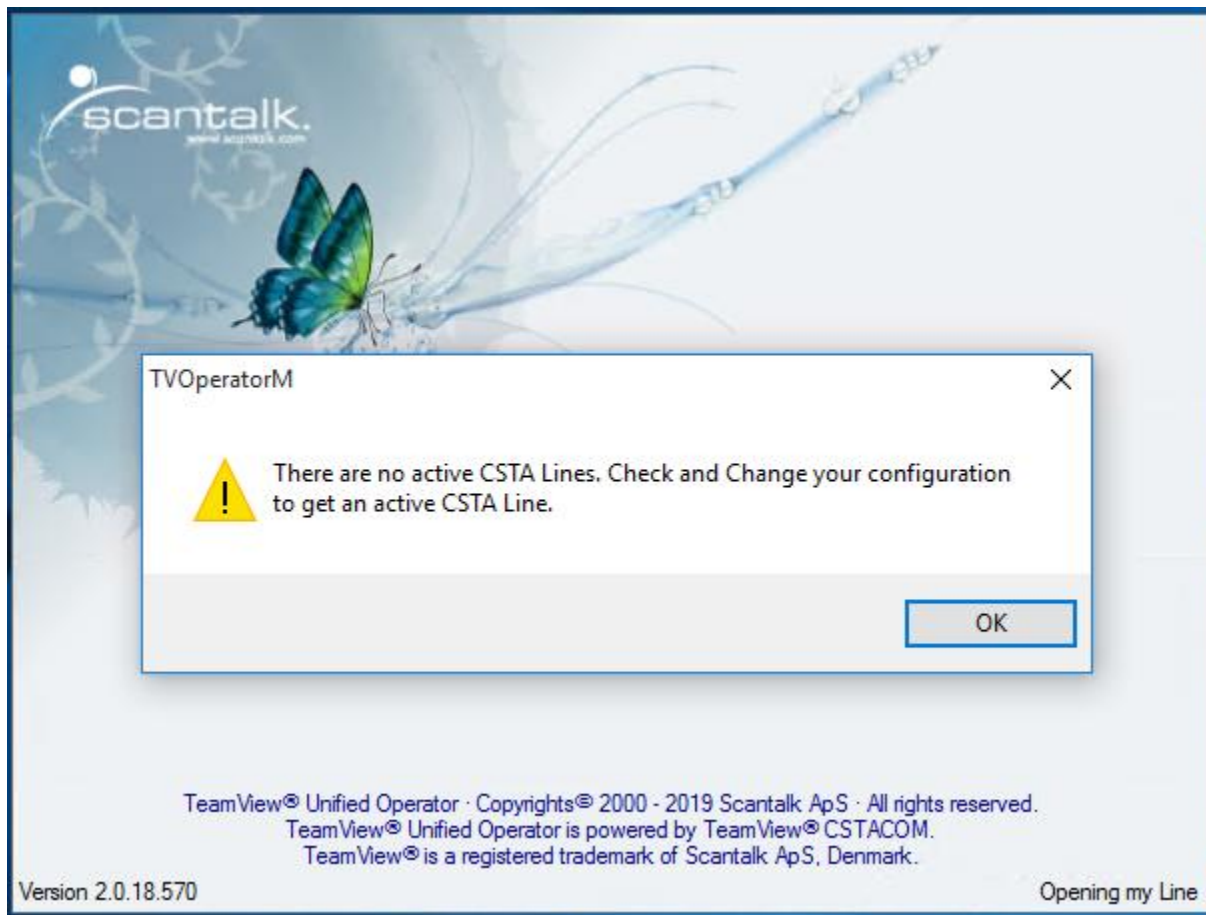 scantalk.
www.scantalk.com
TVOperatorM
There are no active CSTA Lines. Check and Change your configuration
to get an active CSTA Line.
OK
TeamView® Unified Operator · Copyrights© 2000 - 2019 Scantalk ApS · All rights reserved.
TeamView® Unified Operator is powered by TeamView® CSTACOM.
TeamView® is a registered trademark of Scantalk ApS, Denmark.
Version 2.0.18.570
Opening my Line